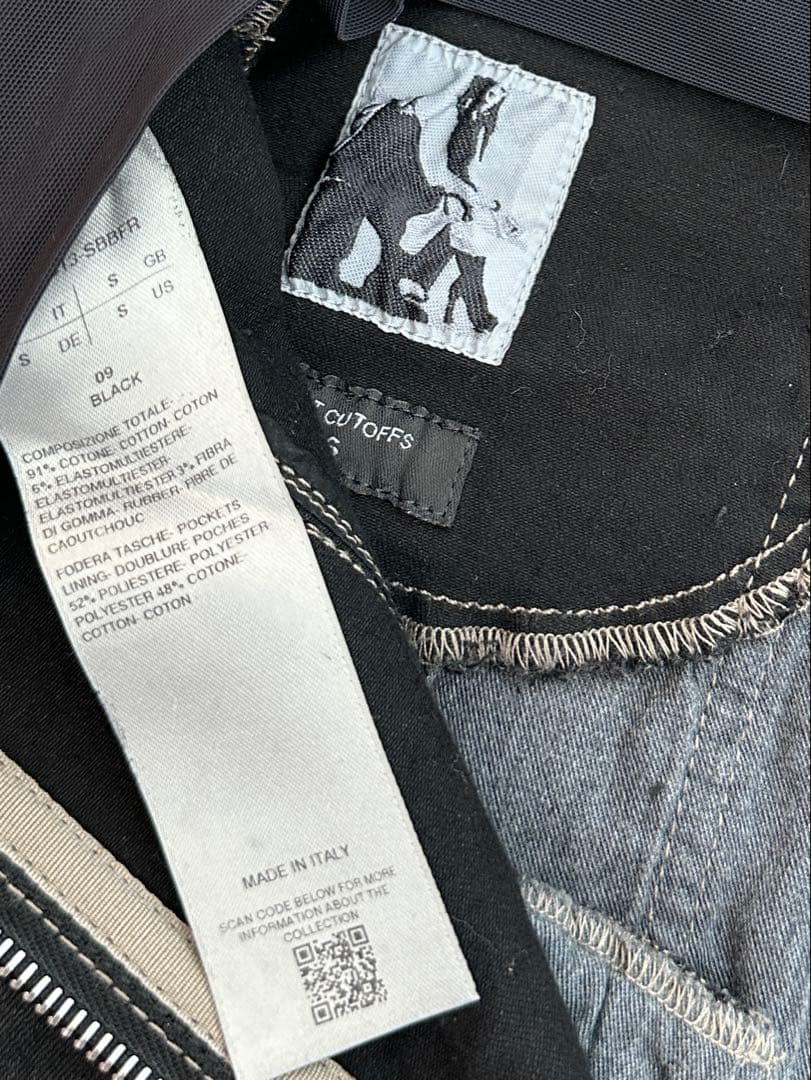 13-SBBFR
IT S GB
S DE S US
09
BLACK
COMPOSIZIONE TOTALE-
91% COTONE- COTTON- COTON
6% ELASTOMULTIESTERE-
ELASTOMULTIESTER
ELASTOMULTIESTER 3% FIBRA
DI GOMMA- RUBBER- FIBRE DE
CAOUTCHOUC
FODERA TASCHE- POCKETS
LINING- DOUBLURE POCHES
52% POLIESTERE- POLYESTER-
POLYESTER 48% COTONE-
COTTON- COTON
MADE IN ITALY
SCAN CODE BELOW FOR MORE
INFORMATION ABOUT THE
COLLECTION
T CUTOFFS
S